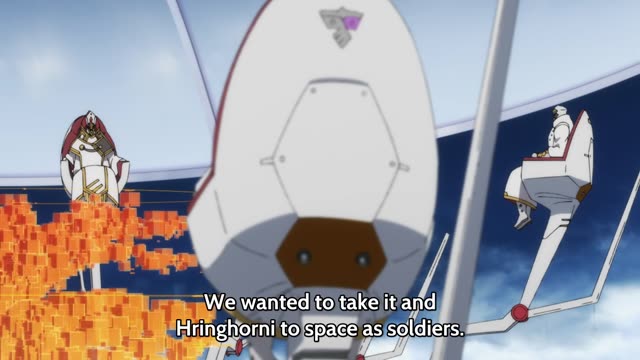 We wanted to take it and
Hringhorni to space as soldiers.